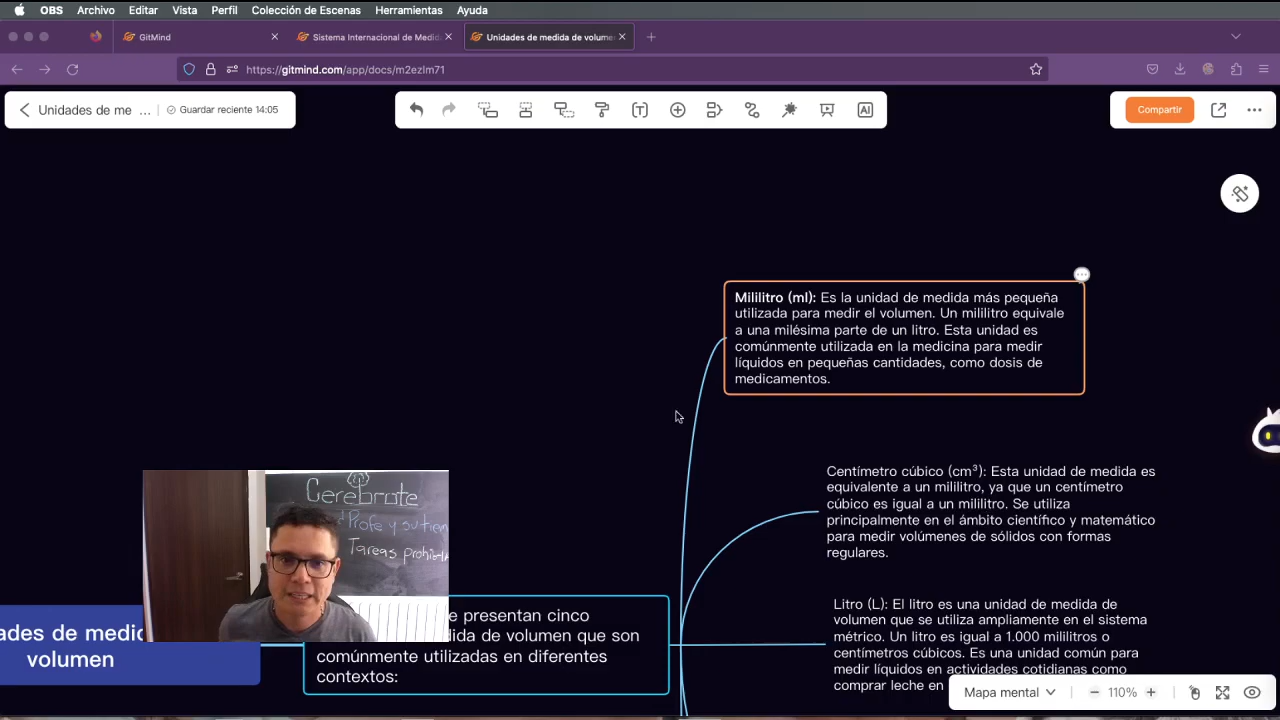 OBS Archivo Editar Vista Perfil Colección de Escenas Herramientas Ayuda
GitMind
Sistema Internacional de Medid
Unidades de medida de volume
https://gitmind.com/app/docs/m2ezlm71
Unidades de me ...
Guardar reciente 14:05
AI
Compartir
Mililitro (ml): Es la unidad de medida más pequeña
utilizada para medir el volumen. Un mililitro equivale
a una milésima parte de un litro. Esta unidad es
comúnmente utilizada en la medicina para medir
líquidos en pequeñas cantidades, como dosis de
medicamentos.
Centímetro cúbico (cm³): Esta unidad de medida es
equivalente a un mililitro, ya que un centímetro
cúbico es igual a un mililitro. Se utiliza
principalmente en el ámbito científico y matemático
para medir volúmenes de sólidos con formas
regulares.
Cerebrate
Profe y su
Tareas
e presentan cinco
dida de volumen que son
comúnmente utilizadas en diferentes
contextos:
ades de medic
volumen
Litro (L): El litro es una unidad de medida de
volumen que se utiliza ampliamente en el sistema
métrico. Un litro es igual a 1.000 mililitros o
centímetros cúbicos. Es una unidad común para
medir líquidos en actividades cotidianas como
comprar leche en
Mapa mental
110%